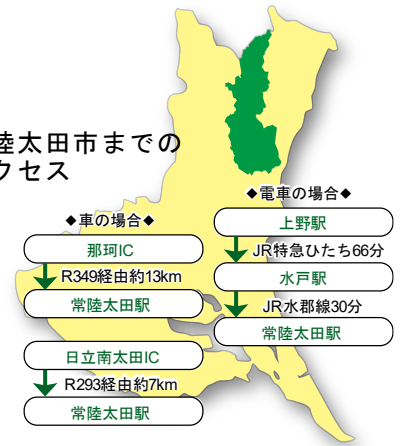 陸太田市までの
クセス
◆車の場合◆
那珂IC
R349経由約13km
常陸太田駅
日立南太田IC
R293経由約7km
常陸太田駅
◆電車の場合◆
上野駅
JR特急ひたち66分
水戸駅
JR水郡線30分
常陸太田駅